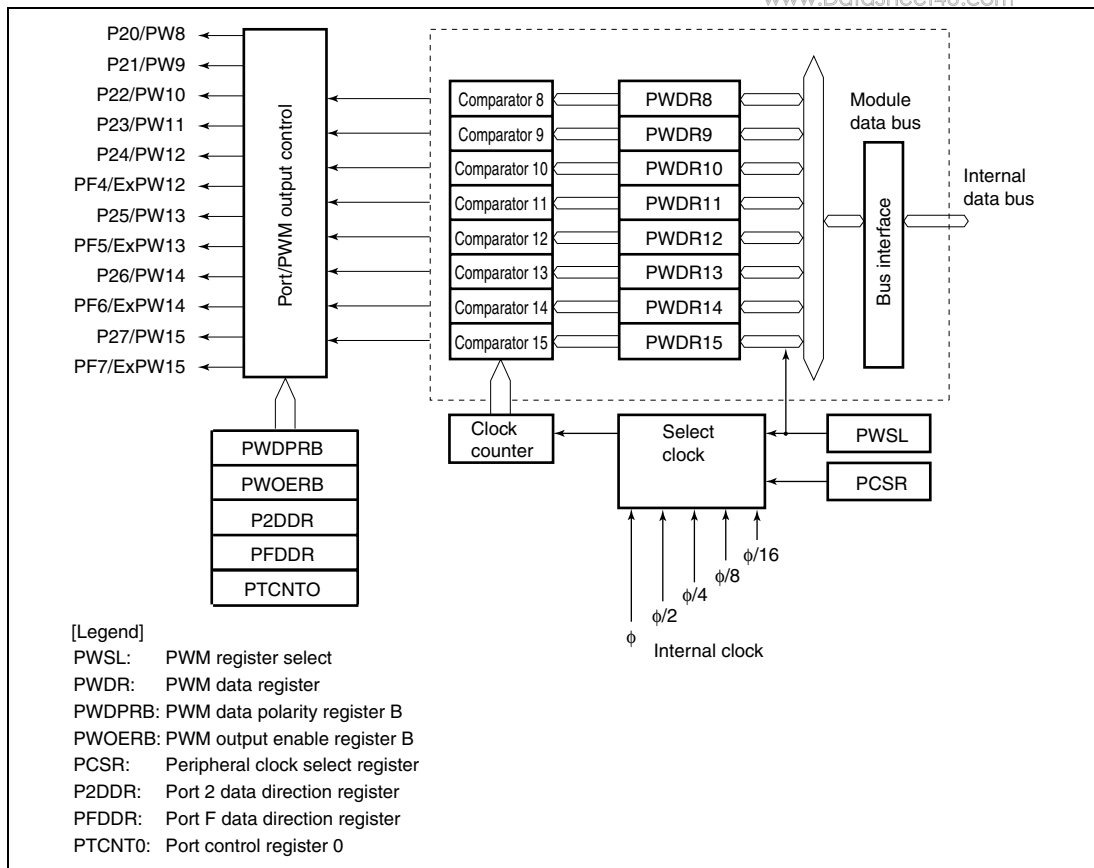 www.DataSheet4U.com
P20/PW8
P21/PW9
P22/PW10
P23/PW11
P24/PW12
PF4/ExPW12
P25/PW13
PF5/ExPW13
P26/PW14
PF6/ExPW14
P27/PW15
PF7/ExPW15
Port/PWM output control
Comparator 8
Comparator 9
Comparator 10
Comparator 11
Comparator 12
Comparator 13
Comparator 14
Comparator 15
PWDR8
PWDR9
PWDR10
PWDR11
PWDR12
PWDR13
PWDR14
PWDR15
Module
data bus
Bus interface
Internal
data bus
Clock
counter
Select
clock
PWSL
PCSR
PWDPRB
PWOERB
P2DDR
PFDDR
PTCNTO
ϕ
ϕ/2
ϕ/4
ϕ/8
ϕ/16
Internal clock
[Legend]
PWSL: PWM register select
PWDR: PWM data register
PWDPRB: PWM data polarity register B
PWOERB: PWM output enable register B
PCSR: Peripheral clock select register
P2DDR: Port 2 data direction register
PFDDR: Port F data direction register
PTCNT0: Port control register 0